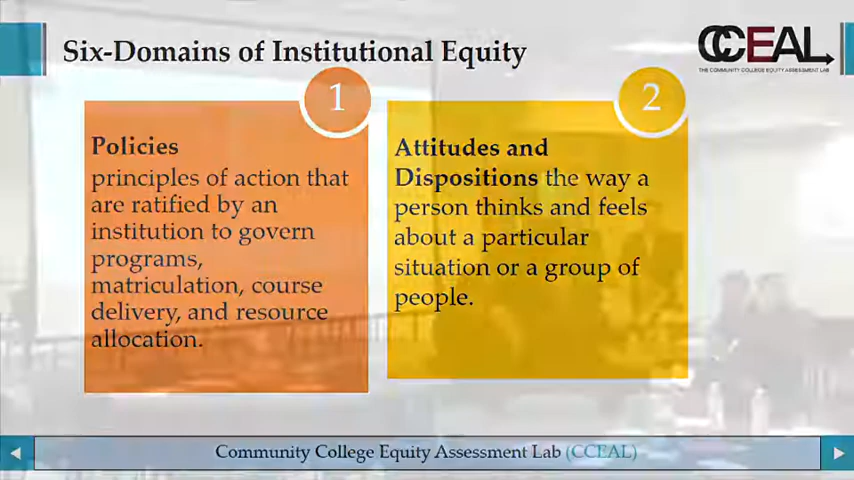 Six-Domains of Institutional Equity
CCEAL
THE COMMUNITY COLLEGE EQUITY ASSESSMENT LAB
1
Policies
principles of action that
are ratified by an
institution to govern
programs,
matriculation, course
delivery, and resource
allocation.
2
Attitudes and
Dispositions the way a
person thinks and feels
about a particular
situation or a group of
people.
Community College Equity Assessment Lab (CCEAL)